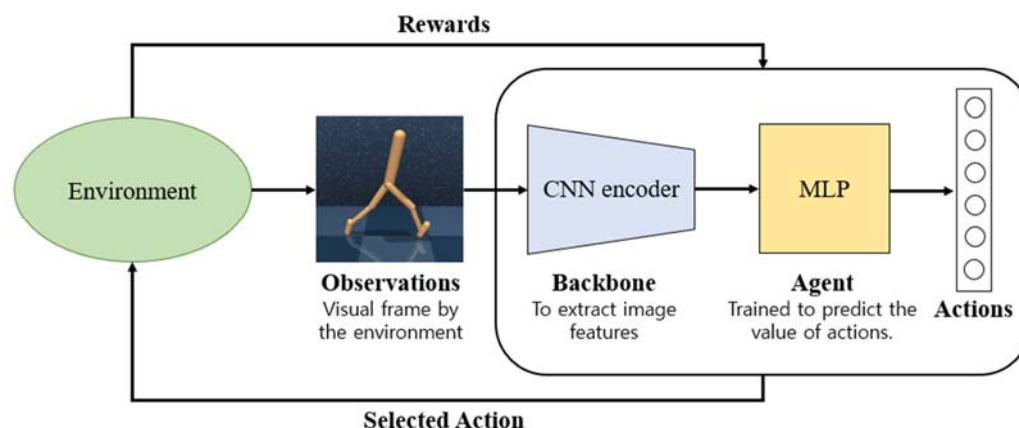 Rewards
Environment
CNN encoder
MLP
Observations
Visual frame by
the environment
Backbone
To extract image
features
Agent
Trained to predict the
value of actions.
Actions
Selected Action